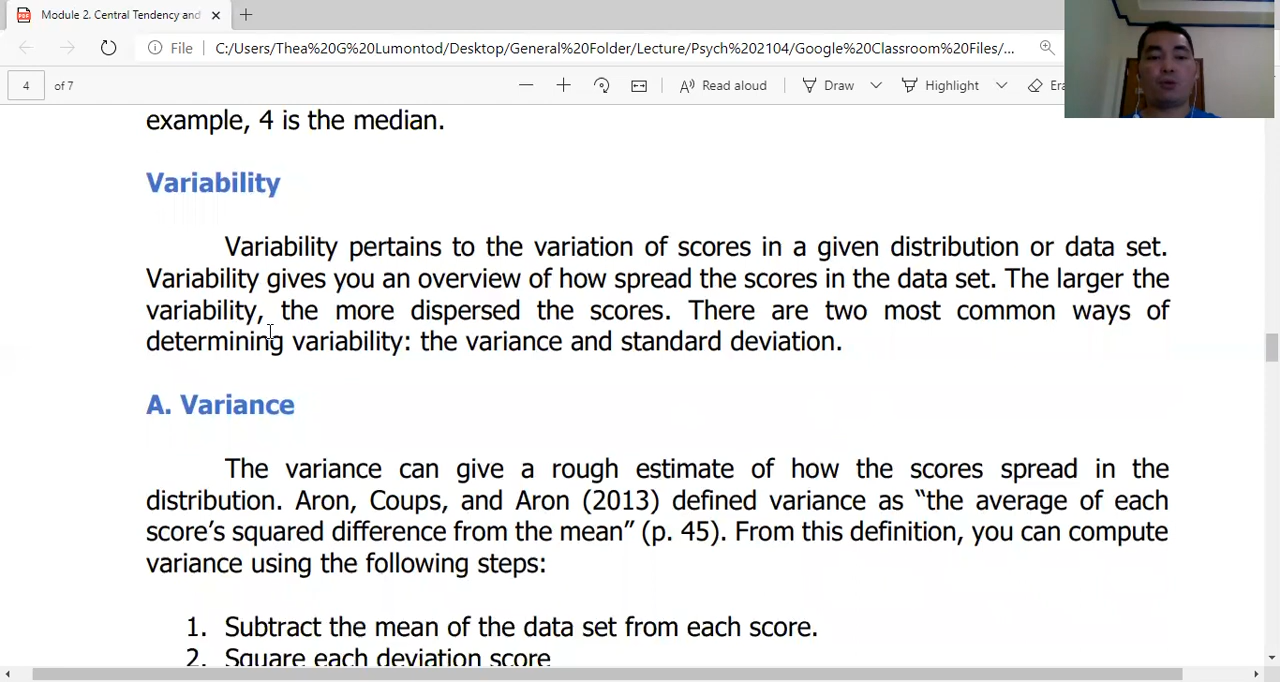 Module 2. Central Tendency and
File
C:/Users/Thea%20G%20Lumontod/Desktop/General%20Folder/Lecture/Psych%202104/Google%20Classroom%20Files/...
4 of 7
Read aloud
Draw
Highlight
Era
example, 4 is the median.
Variability
Variability pertains to the variation of scores in a given distribution or data set.
Variability gives you an overview of how spread the scores in the data set. The larger the
variability, the more dispersed the scores. There are two most common ways of
determining variability: the variance and standard deviation.
A. Variance
The variance can give a rough estimate of how the scores spread in the
distribution. Aron, Coups, and Aron (2013) defined variance as “the average of each
score’s squared difference from the mean” (p. 45). From this definition, you can compute
variance using the following steps:
1. Subtract the mean of the data set from each score.
2. Square each deviation score